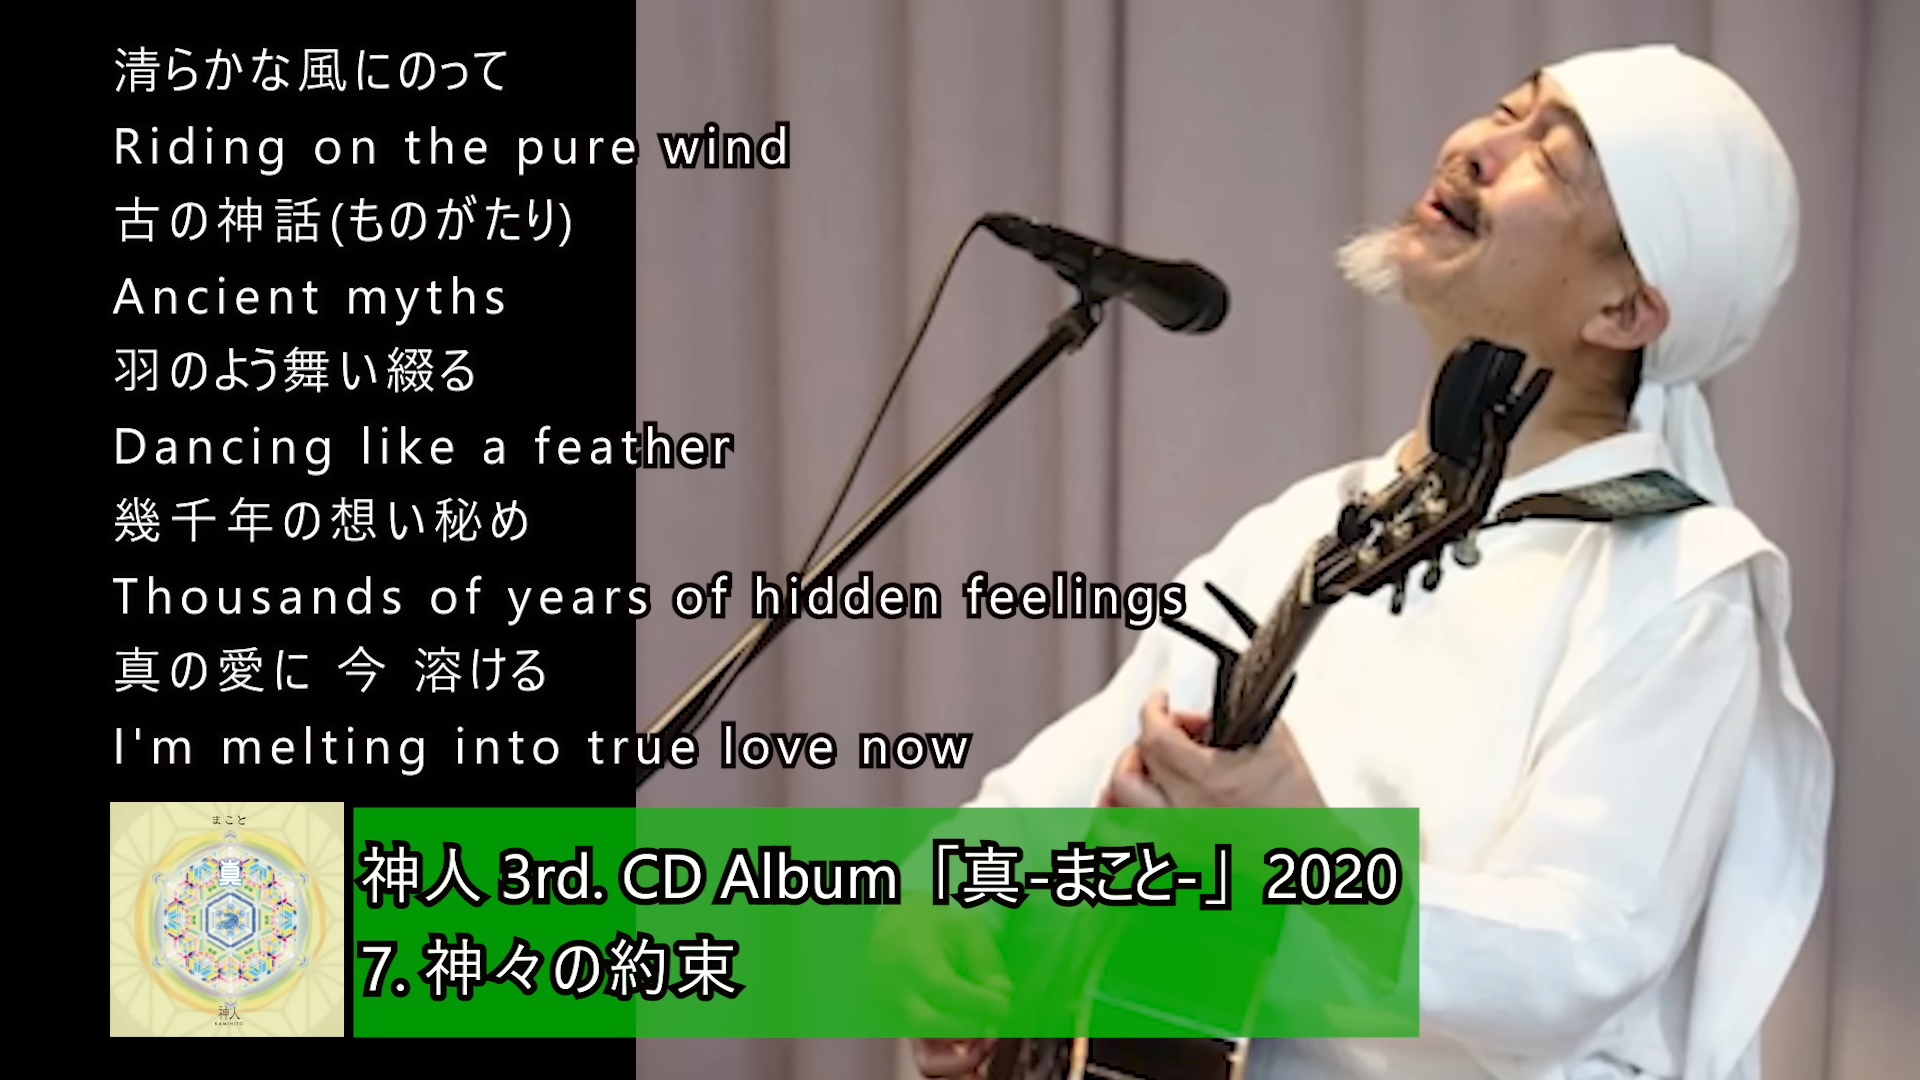 清らかな風にのって
Riding on the pure wind
古の神話(ものがたり)
Ancient myths
羽のよう舞い綴る
Dancing like a feather
幾千年の想い秘め
Thousands of years of hidden feelings
真の愛に 今 溶ける
I'm melting into true love now
まこと
真
神人
KAMIHITO
神人 3rd. CD Album「真-まこと-」2020
7. 神々の約束